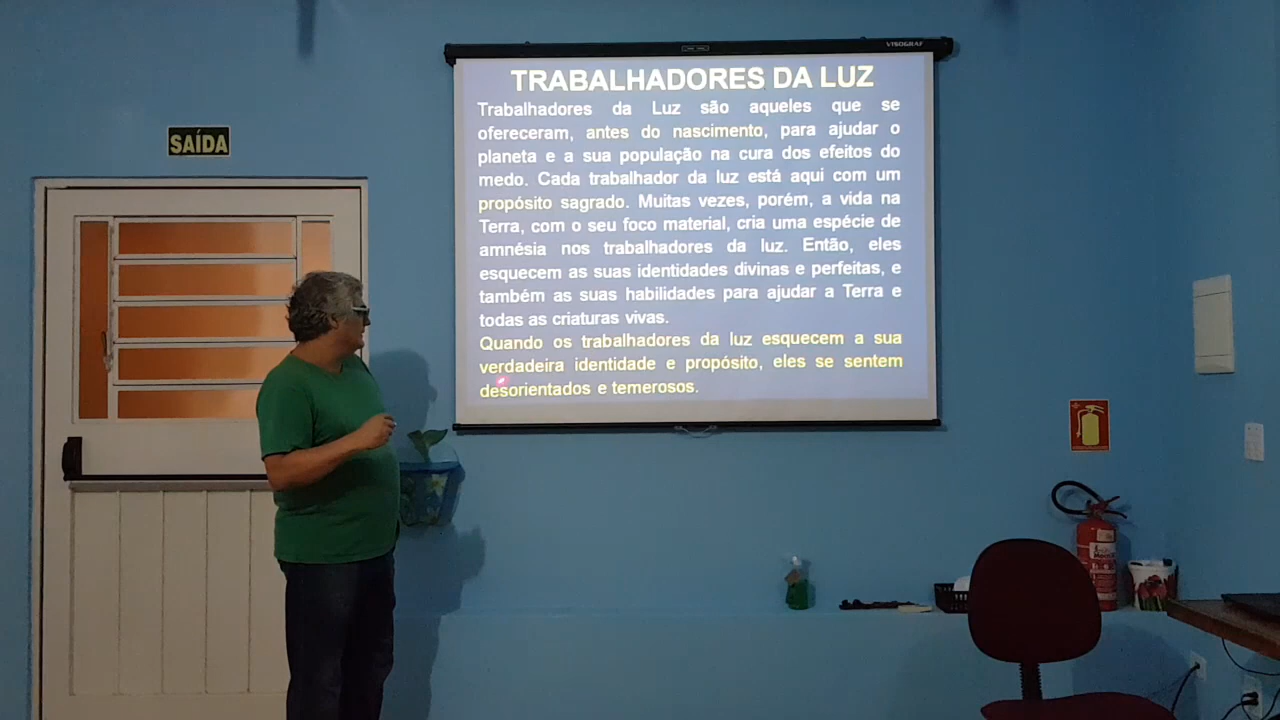 VISOGRAF
TRABALHADORES DA LUZ
Trabalhadores da Luz são aqueles que se
ofereceram, antes do nascimento, para ajudar o
planeta e a sua população na cura dos efeitos do
medo. Cada trabalhador da luz está aqui com um
propósito sagrado. Muitas vezes, porém, a vida na
Terra, com o seu foco material, cria uma espécie de
amnésia nos trabalhadores da luz. Então, eles
esquecem as suas identidades divinas e perfeitas, e
também as suas habilidades para ajudar a Terra e
todas as criaturas vivas.
Quando os trabalhadores da luz esquecem a sua
verdadeira identidade e propósito, eles se sentem
desorientados e temerosos.
SAÍDA